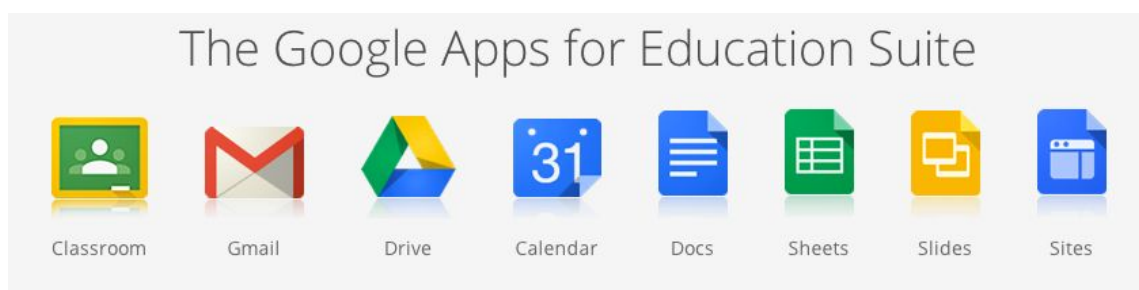 The Google Apps for Education Suite
31
Classroom Gmail Drive Calendar Docs Sheets Slides Sites